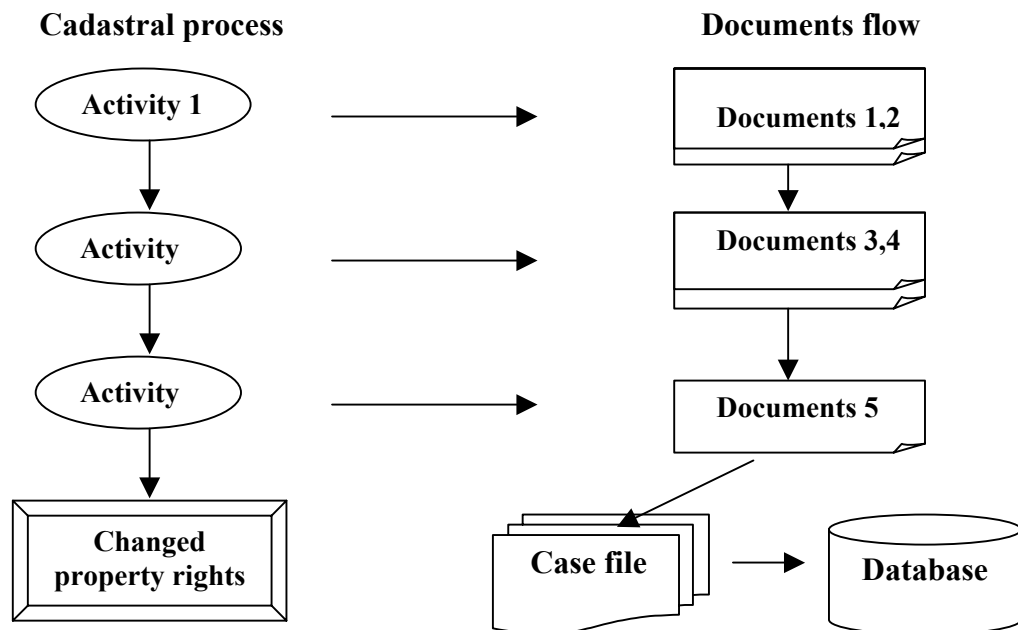 Cadastral process
Documents flow
Activity 1
Documents 1,2
Activity
Documents 3,4
Activity
Documents 5
Changed
property rights
Case file
Database